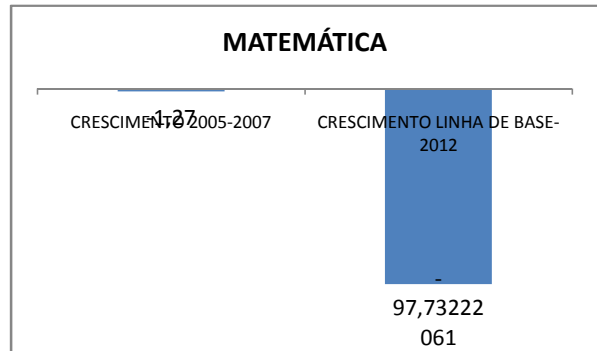 MATEMÁTICA
CRESCIMENTO 2005-2007
-1,27
CRESCIMENTO LINHA DE BASE-
2012
-
97,73222
061